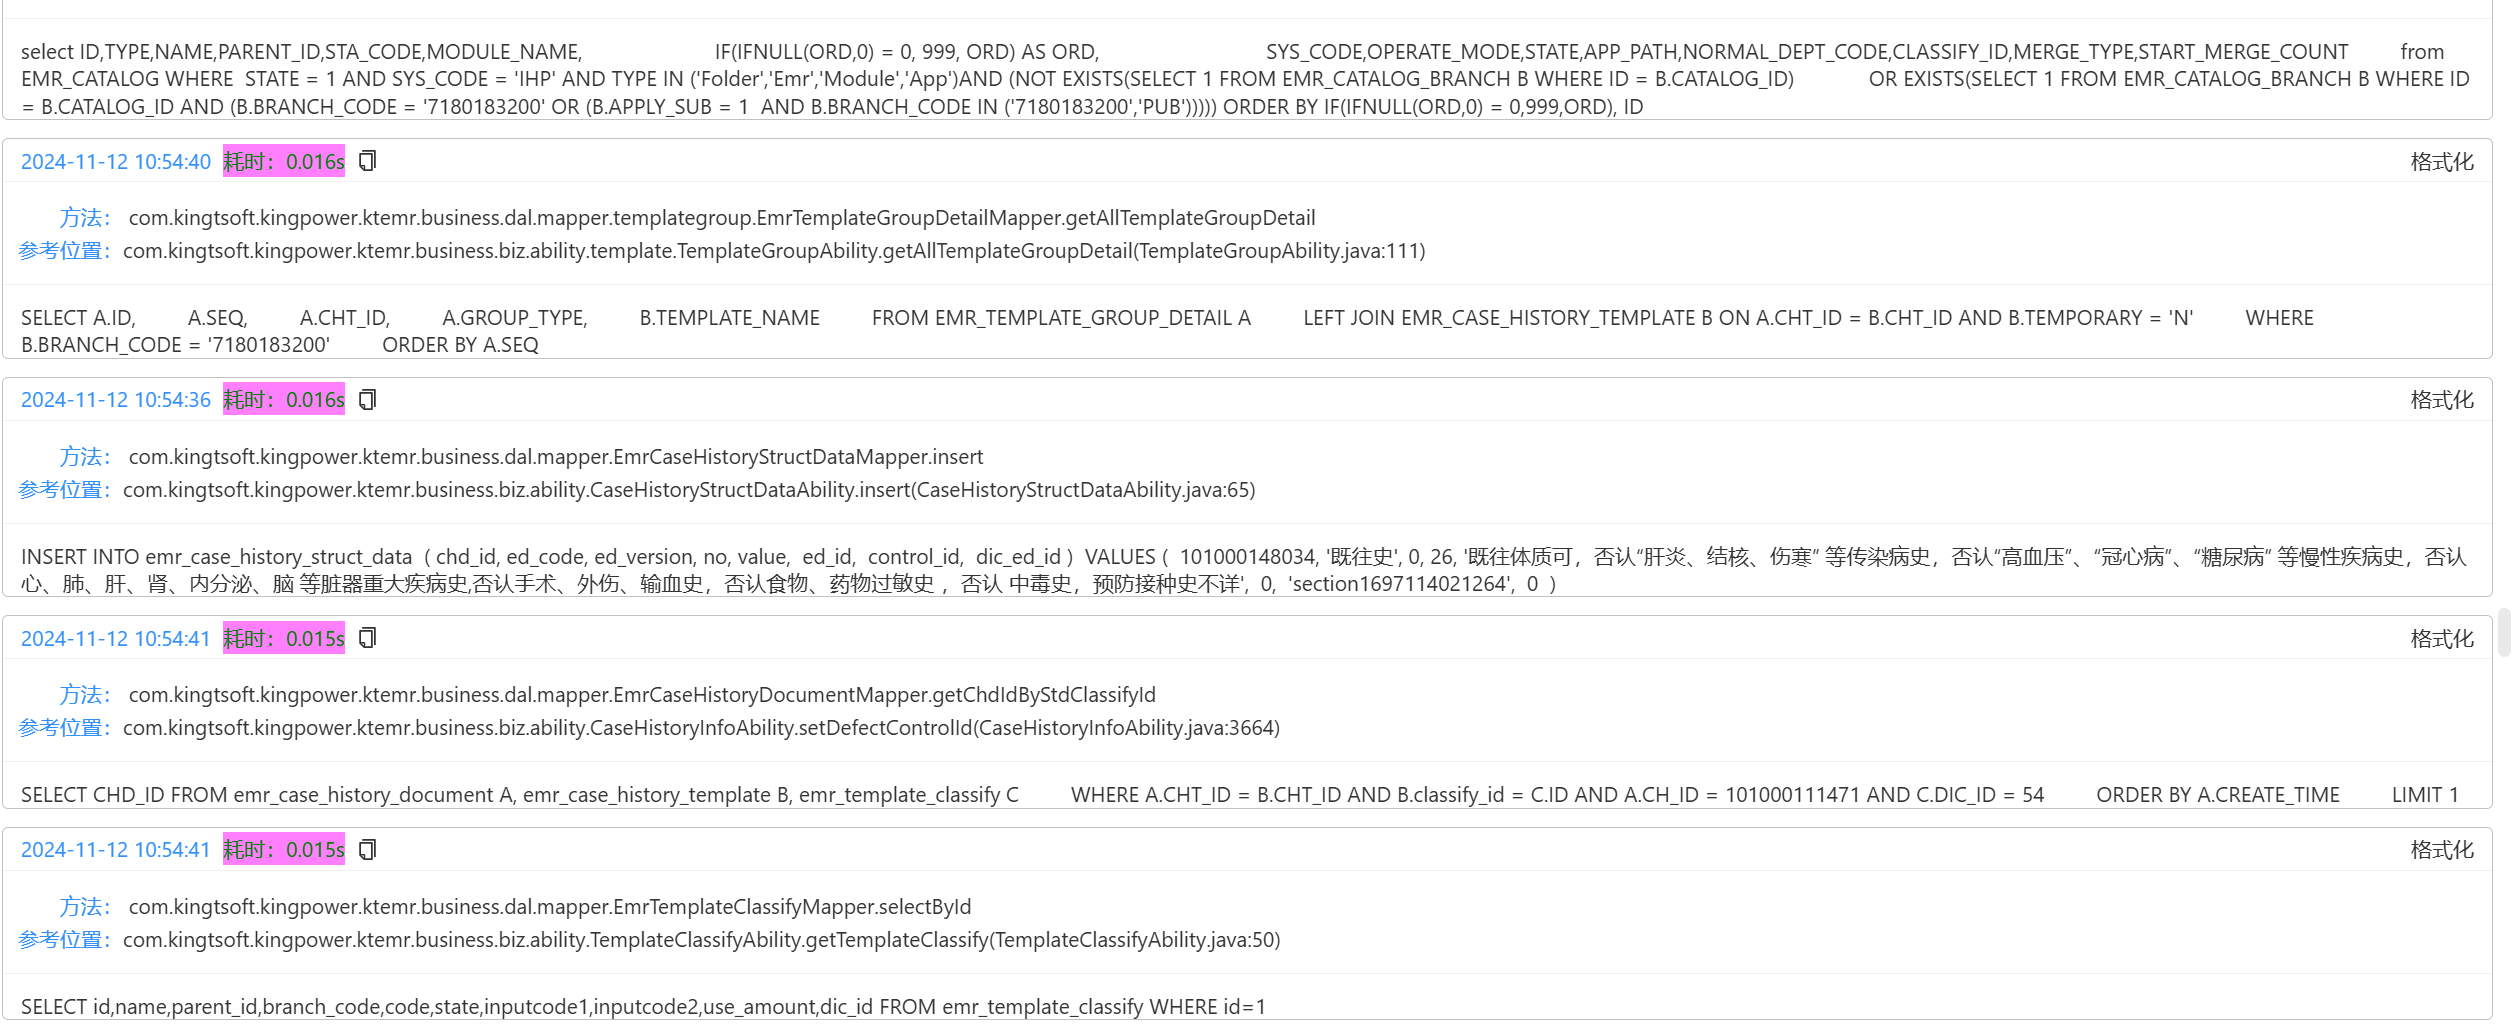 select ID,TYPE,NAME,PARENT_ID,STA_CODE,MODULE_NAME, IF(IFNULL(ORD,0) = 0, 999, ORD) AS ORD, SYS_CODE,OPERATE_MODE,STATE,APP_PATH,NORMAL_DEPT_CODE,CLASSIFY_ID,MERGE_TYPE,START_MERGE_COUNT from
EMR_CATALOG WHERE STATE = 1 AND SYS_CODE = 'IHP' AND TYPE IN ('Folder','Emr','Module','App')AND (NOT EXISTS(SELECT 1 FROM EMR_CATALOG_BRANCH B WHERE ID = B.CATALOG_ID) OR EXISTS(SELECT 1 FROM EMR_CATALOG_BRANCH B WHERE ID
= B.CATALOG_ID AND (B.BRANCH_CODE = '7180183200' OR (B.APPLY_SUB = 1 AND B.BRANCH_CODE IN ('7180183200','PUB'))))) ORDER BY IF(IFNULL(ORD,0) = 0,999,ORD), ID
2024-11-12 10:54:40 耗时：0.016s 格式化
方法： com.kingtsoft.kingpower.ktemr.business.dal.mapper.templategroup.EmrTemplateGroupDetailMapper.getAllTemplateGroupDetail
参考位置：com.kingtsoft.kingpower.ktemr.business.biz.ability.template.TemplateGroupAbility.getAllTemplateGroupDetail(TemplateGroupAbility.java:111)
SELECT A.ID, A.SEQ, A.CHT_ID, A.GROUP_TYPE, B.TEMPLATE_NAME FROM EMR_TEMPLATE_GROUP_DETAIL A LEFT JOIN EMR_CASE_HISTORY_TEMPLATE B ON A.CHT_ID = B.CHT_ID AND B.TEMPORARY = 'N' WHERE
B.BRANCH_CODE = '7180183200' ORDER BY A.SEQ
2024-11-12 10:54:36 耗时：0.016s 格式化
方法： com.kingtsoft.kingpower.ktemr.business.dal.mapper.EmrCaseHistoryStructDataMapper.insert
参考位置：com.kingtsoft.kingpower.ktemr.business.biz.ability.CaseHistoryStructDataAbility.insert(CaseHistoryStructDataAbility.java:65)
INSERT INTO emr_case_history_struct_data ( chd_id, ed_code, ed_version, no, value, ed_id, control_id, dic_ed_id ) VALUES ( 101000148034, '既往史', 0, 26, '既往体质可，否认“肝炎、结核、伤寒” 等传染病史，否认“高血压”、“冠心病”、“糖尿病” 等慢性疾病史，否认
心、肺、肝、肾、内分泌、脑 等脏器重大疾病史,否认手术、外伤、输血史，否认食物、药物过敏史 ，否认 中毒史，预防接种史不详', 0, 'section1697114021264', 0 )
2024-11-12 10:54:41 耗时：0.015s 格式化
方法： com.kingtsoft.kingpower.ktemr.business.dal.mapper.EmrCaseHistoryDocumentMapper.getChdIdByStdClassifyId
参考位置：com.kingtsoft.kingpower.ktemr.business.biz.ability.CaseHistoryInfoAbility.setDefectControlId(CaseHistoryInfoAbility.java:3664)
SELECT CHD_ID FROM emr_case_history_document A, emr_case_history_template B, emr_template_classify C WHERE A.CHT_ID = B.CHT_ID AND B.classify_id = C.ID AND A.CH_ID = 101000111471 AND C.DIC_ID = 54 ORDER BY A.CREATE_TIME LIMIT 1
2024-11-12 10:54:41 耗时：0.015s 格式化
方法： com.kingtsoft.kingpower.ktemr.business.dal.mapper.EmrTemplateClassifyMapper.selectById
参考位置：com.kingtsoft.kingpower.ktemr.business.biz.ability.TemplateClassifyAbility.getTemplateClassify(TemplateClassifyAbility.java:50)
SELECT id,name,parent_id,branch_code,code,state,inputcode1,inputcode2,use_amount,dic_id FROM emr_template_classify WHERE id=1